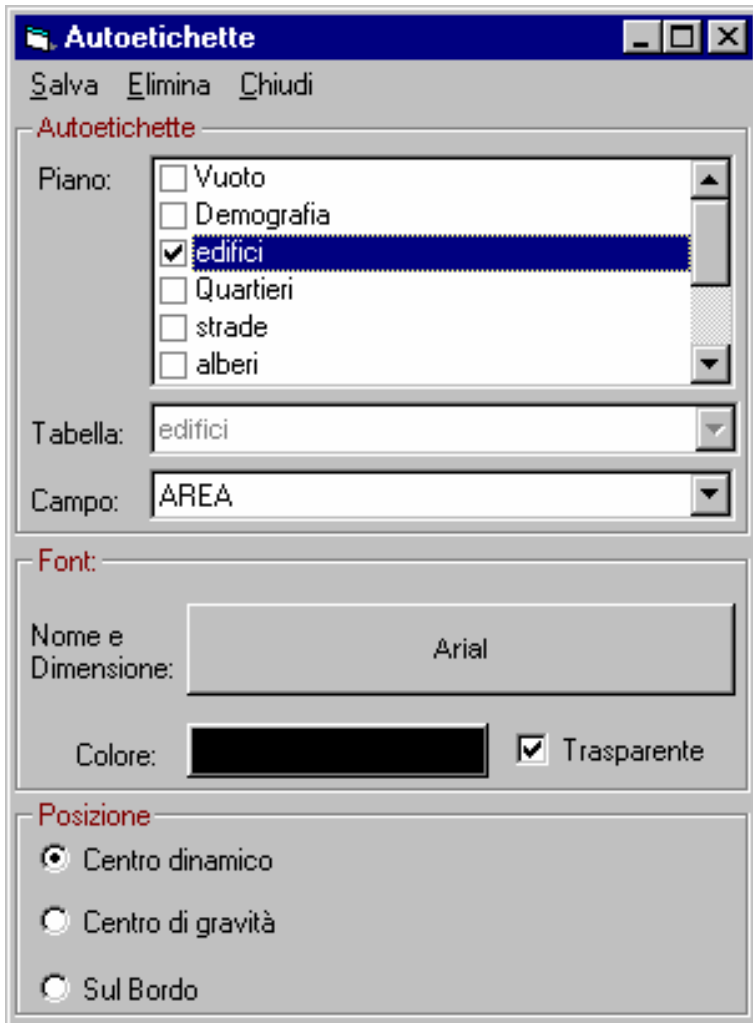 Autoetichette
Salva Elimina Chiudi
Autoetichette
Piano:
Vuoto
Demografia
edifici
Quartieri
strade
alberi
Tabella: edifici
Campo: AREA
Font:
Nome e
Dimensione:
Arial
Colore:
Trasparente
Posizione
Centro dinamico
Centro di gravità
Sul Bordo